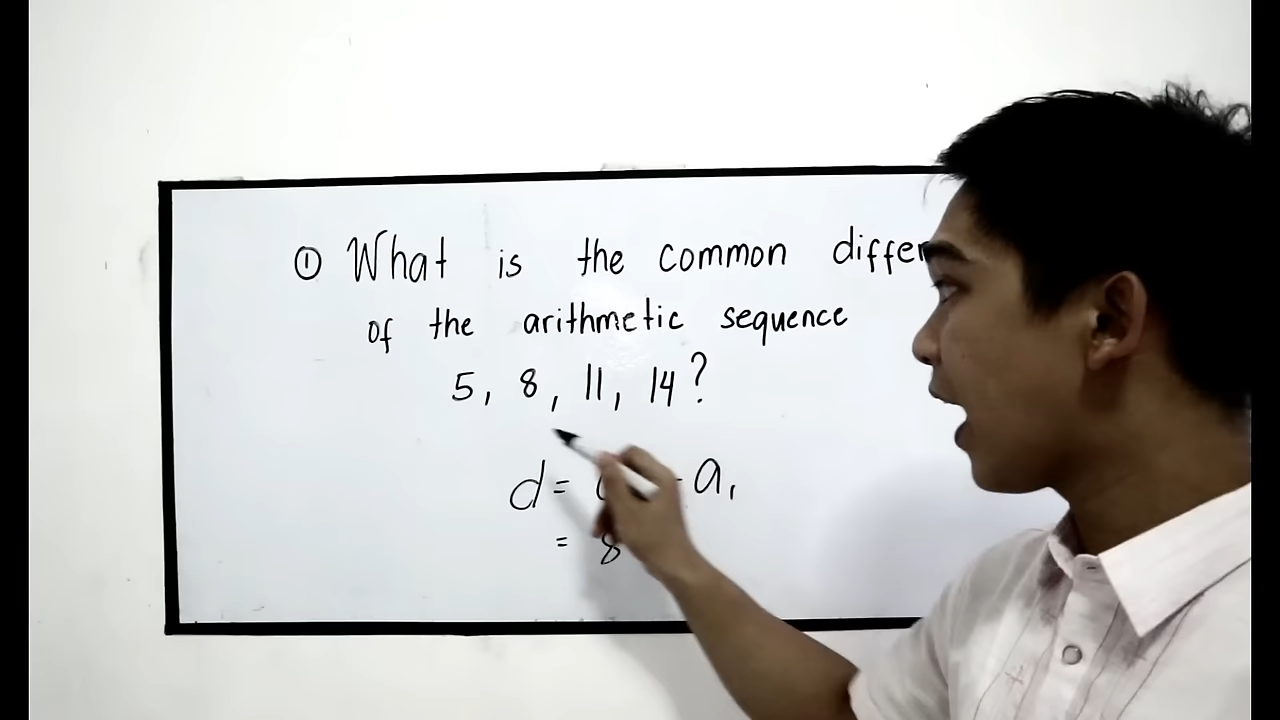 ① What is the common differ
of the arithmetic sequence
5, 8, 11, 14?
d = - a₁
= 8